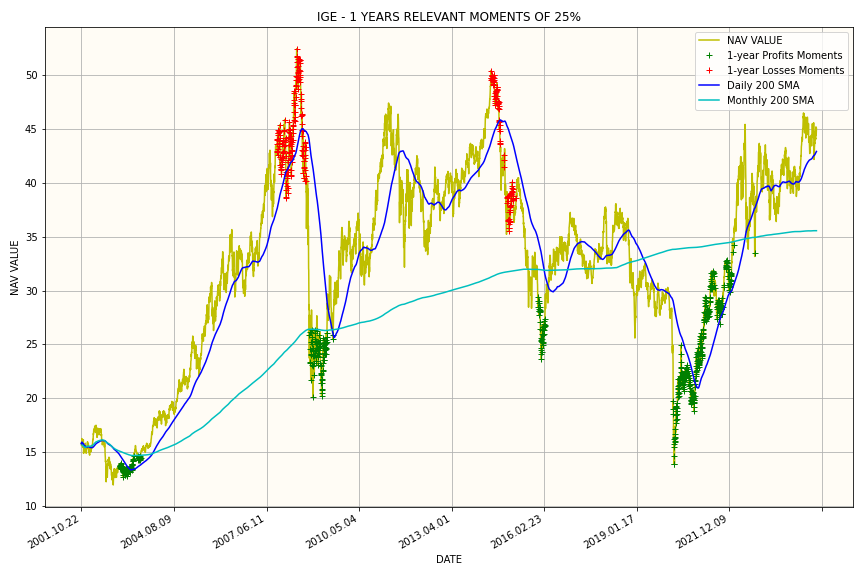 IGE - 1 YEARS RELEVANT MOMENTS OF 25%
NAV VALUE
1-year Profits Moments
1-year Losses Moments
Daily 200 SMA
Monthly 200 SMA
50
45
40
35
30
25
20
15
10
NAV VALUE
2001.10.22
2004.08.09
2007.06.11
2010.05.04
2013.04.01
2016.02.23
2019.01.17
2021.12.09
DATE